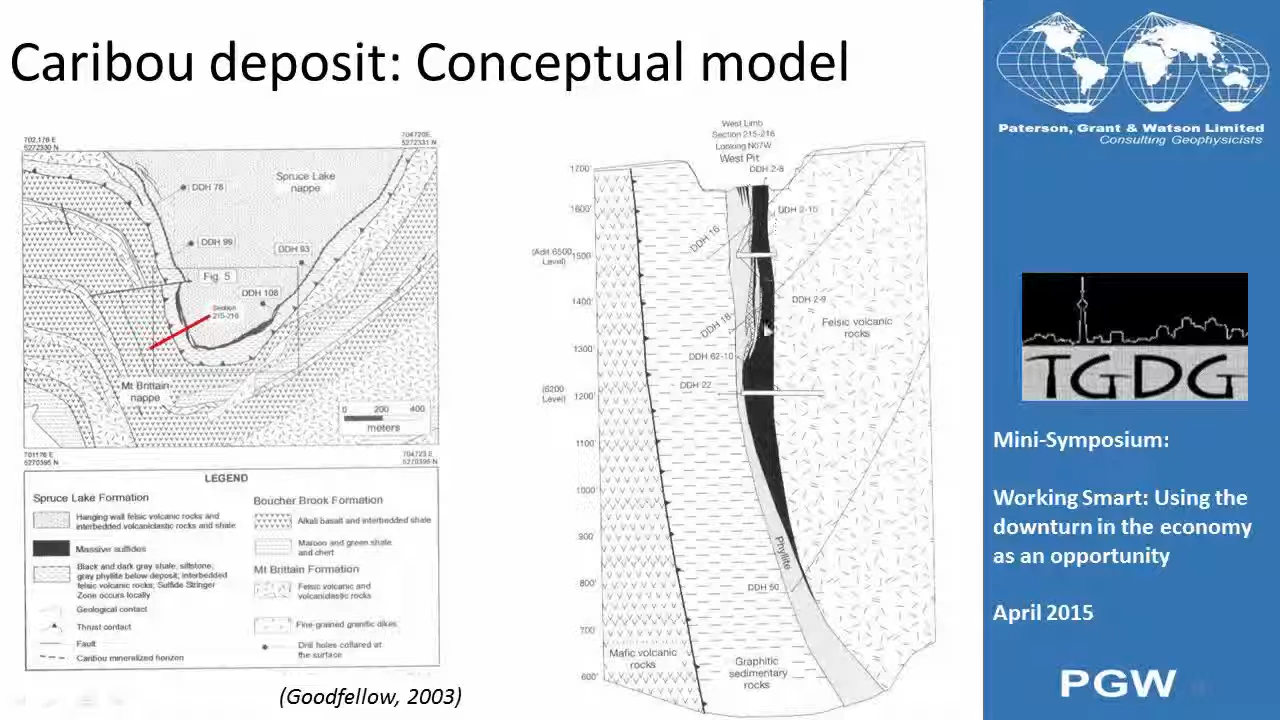 Caribou deposit: Conceptual model
702,176 E
5272330 N
704720E
5272331 N
Spruce Lake
nappe
DDH 78
DDH 99
DDH 93
Fig. 5
DDH 108
Section
215-216
Mt Brittain
nappe
0 200 400
meters
701176 E
5270395 N
704,723 E
5270396 N
LEGEND
Spruce Lake Formation
Hanging wall felsic volcanic rocks and
interbedded volcaniclastic rocks and shale
Massive sulfides
Black and dark gray shale, siltstone,
gray phyllite below deposit; interbedded
felsic volcanic rocks; Sulfide Stringer
Zone occurs locally
Geological contact
Thrust contact
Fault
Caribou mineralized horizon
Boucher Brook Formation
Alkali basalt and interbedded shale
Maroon and green shale
and chert
Mt Brittain Formation
Felsic volcanic and
volcaniclastic rocks
Fine-grained granitic dikes
Drill holes collared at
the surface
(Goodfellow, 2003)
West Limb
Section 215-216
Looking N07W
West Pit
DDH 2-8
1700'
1600'
DDH 2-15
DDH 16
(Adit 6500
Level)
1500
1400
DDH 2-9
DDH 18
Felsic volcanic
rocks
1300
DDH 62-10
DDH 22
(6200
Level)
1200
1100
1000
900
Phyllite
800'
DDH 50
700
600'
Mafic volcanic
rocks
Graphitic
sedimentary
rocks
Paterson, Grant & Watson Limited
Consulting Geophysicists
TGDG
Mini-Symposium:
Working Smart: Using the
downturn in the economy
as an opportunity
April 2015
PGW